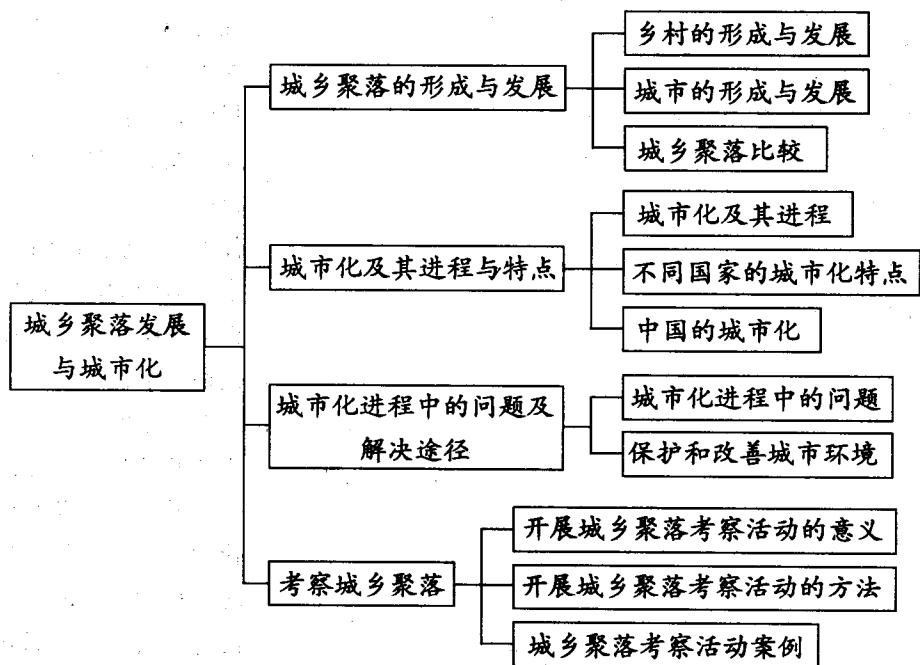 城乡聚落发展
与城市化
城乡聚落的形成与发展
乡村的形成与发展
城市的形成与发展
城乡聚落比较
城市化及其进程与特点
城市化及其进程
不同国家的城市化特点
中国的城市化
城市化进程中的问题及
解决途径
城市化进程中的问题
保护和改善城市环境
考察城乡聚落
开展城乡聚落考察活动的意义
开展城乡聚落考察活动的方法
城乡聚落考察活动案例